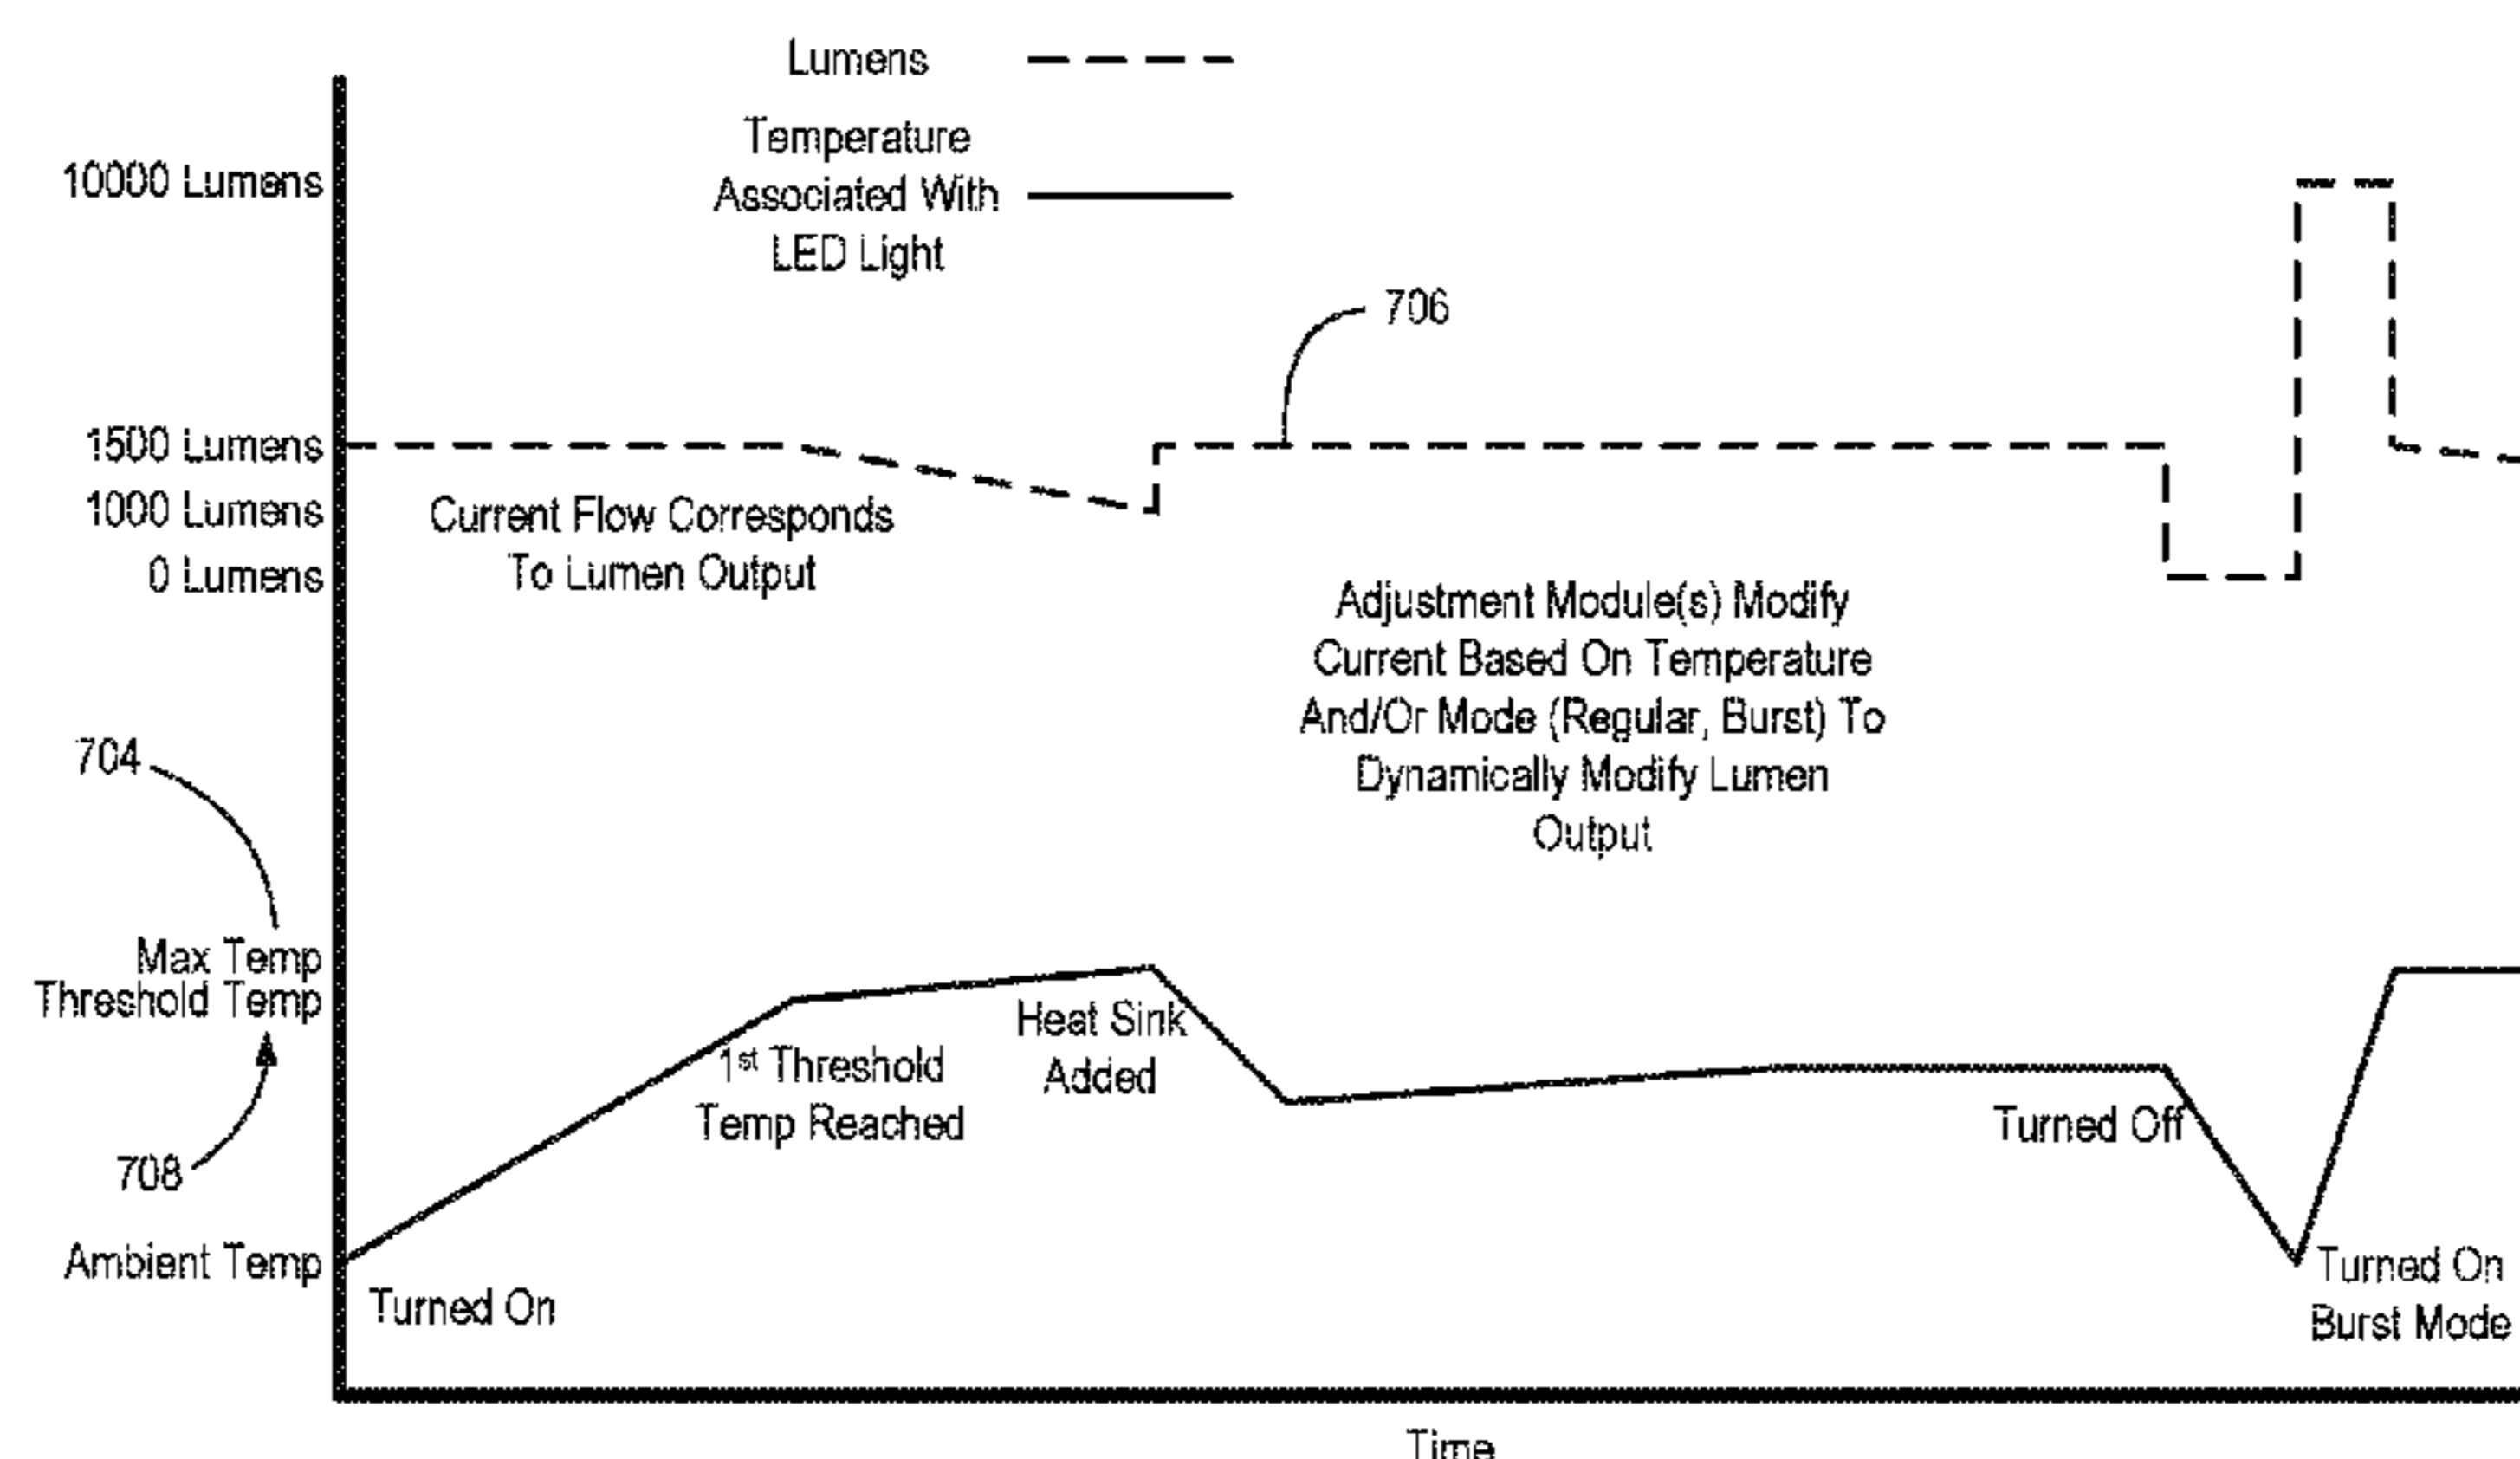 Lumens
Temperature
Associated With
LED Light
10000 Lumens
706
1500 Lumens
1000 Lumens
0 Lumens
Current Flow Corresponds
To Lumen Output
Adjustment Module(s) Modify
Current Based On Temperature
And/Or Mode (Regular, Burst) To
Dynamically Modify Lumen
Output
704
Max Temp
Threshold Temp
708
Ambient Temp
Turned On
1st Threshold
Temp Reached
Heat Sink
Added
Turned Off
Turned On
Burst Mode
Time